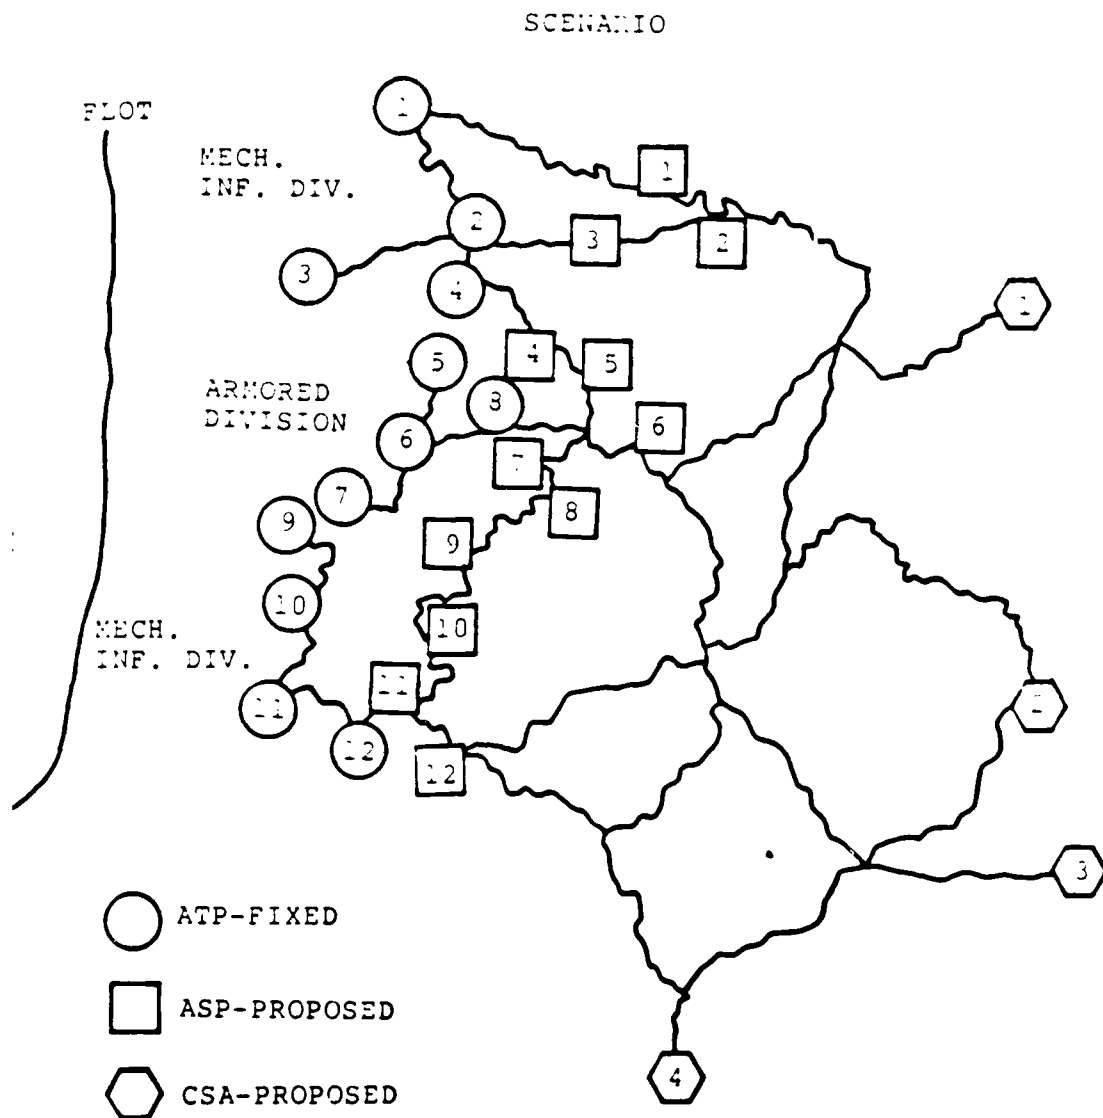 SCENARIO
FLOT
1
MECH.
INF. DIV.
1
2
3
2
3
4
1
5
4
5
ARMORED
DIVISION
8
6
6
7
7
8
9
9
10
10
MECH.
INF. DIV.
11
11
2
12
12
3
ATP-FIXED
ASP-PROPOSED
4
CSA-PROPOSED